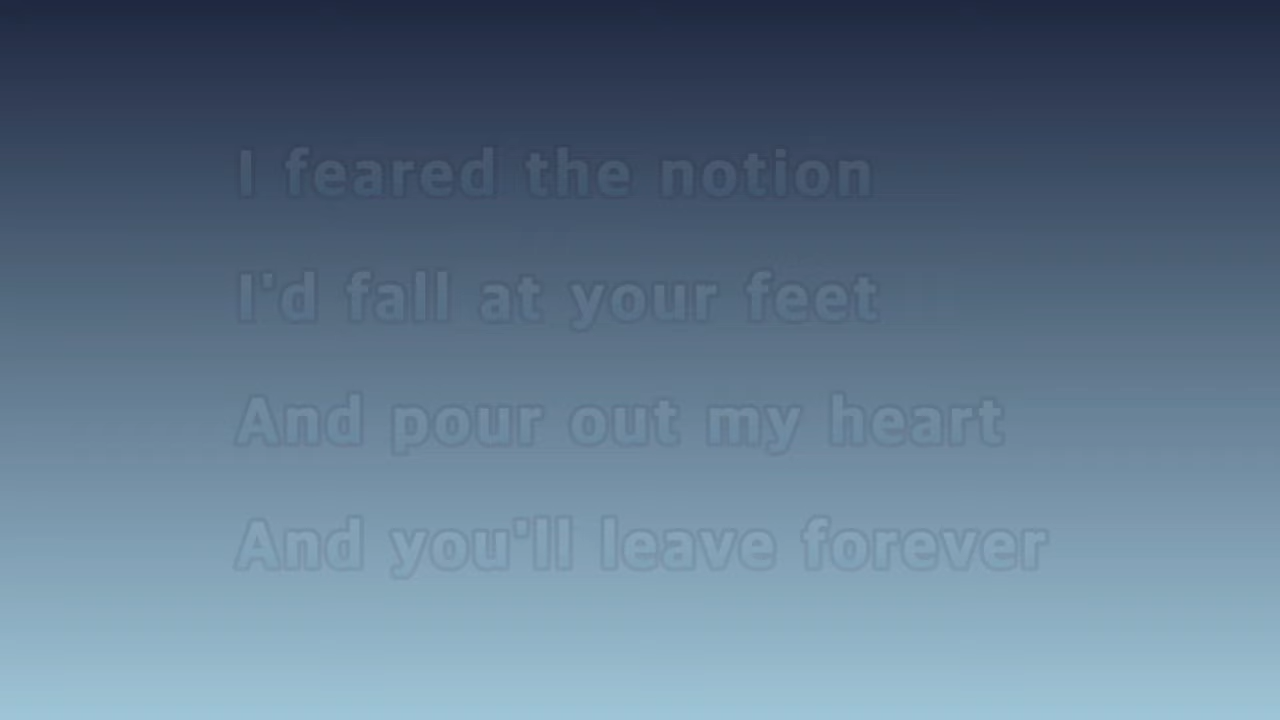 I feared the notion
I'd fall at your feet
And pour out my heart
And you'll leave forever